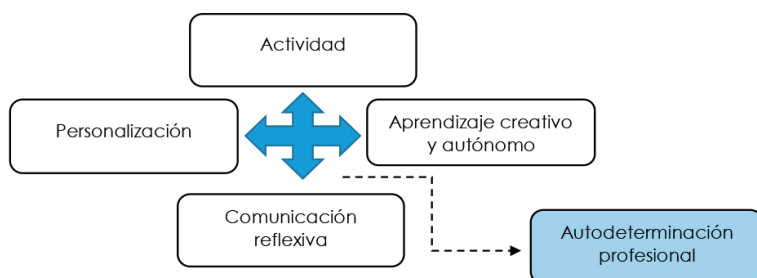 Actividad
Personalización
Aprendizaje creativo
y autónomo
Comunicación
reflexiva
Autodeterminación
profesional